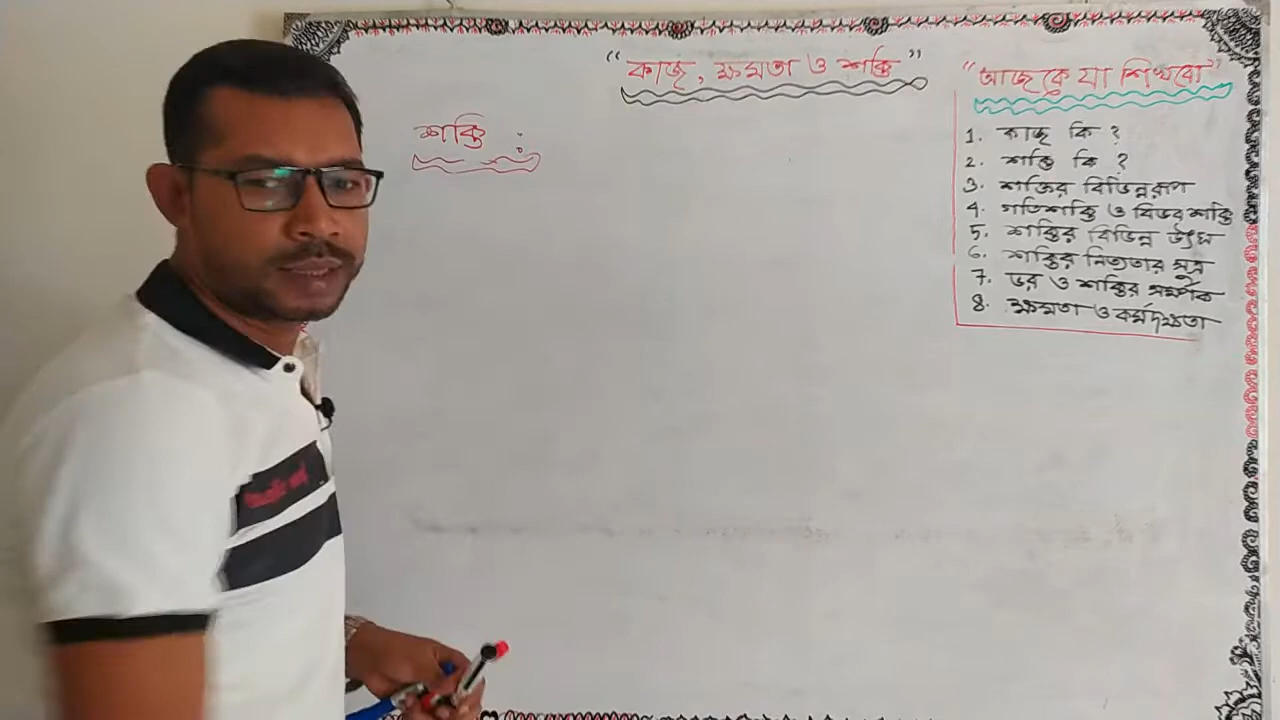 “কাজ, ক্ষমতা ও শক্তি”
শক্তি :
“আজকে যা শিখবো”
1. কাজ কি ?
2. শক্তি কি ?
3. শক্তির বিভিন্নরূপ
4. গতিশক্তি ও বিভব শক্তি
5. শক্তির বিভিন্ন উৎস
6. শক্তির নিত্যতার সূত্র
7. ভর ও শক্তির সম্পর্ক
8. ক্ষমতা ও কর্মদক্ষতা